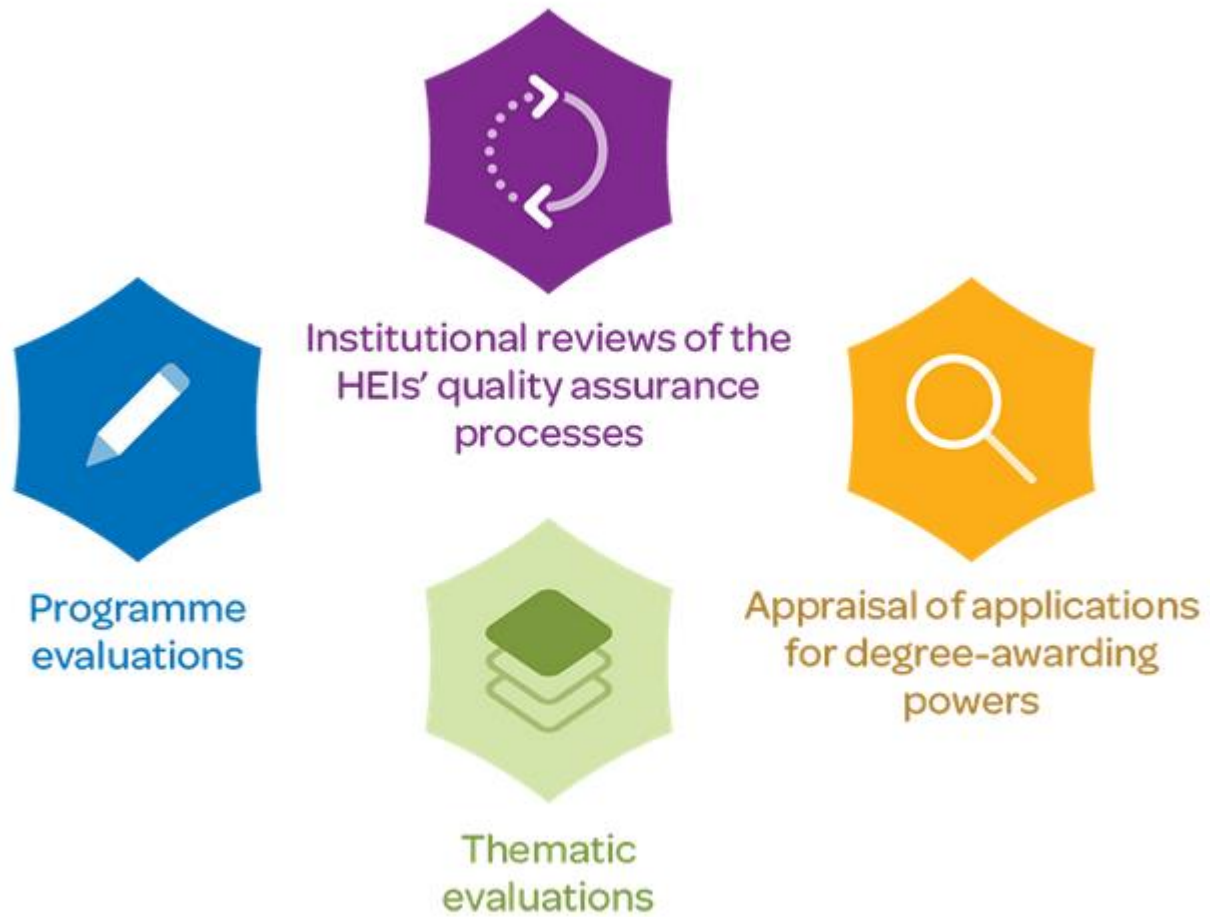 Institutional reviews of the
HEIs' quality assurance
processes
Programme
evaluations
Appraisal of applications
for degree-awarding
powers
Thematic
evaluations